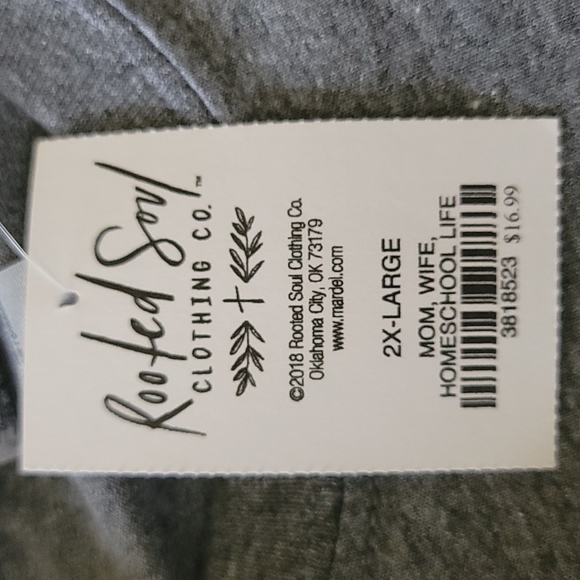 Rooted Soul
CLOTHING CO.™
©2018 Rooted Soul Clothing Co.
Oklahoma City, OK 73179
www.mardel.com
2X-LARGE
MOM, WIFE,
HOMESCHOOL LIFE
3818523 $16.99